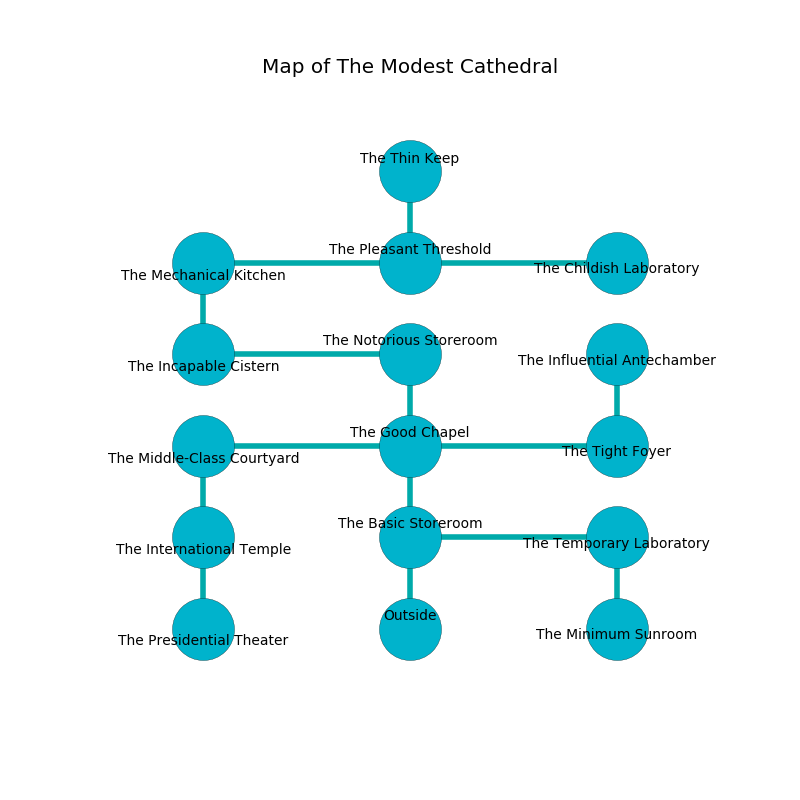 Map of The Modest Cathedral
The Thin Keep
The Pleasant Threshold
The Mechanical Kitchen
The Childish Laboratory
The Notorious Storeroom
The Incapable Cistern
The Influential Antechamber
The Good Chapel
The Middle-Class Courtyard
The Tight Foyer
The Basic Storeroom
The International Temple
The Temporary Laboratory
Outside
The Presidential Theater
The Minimum Sunroom